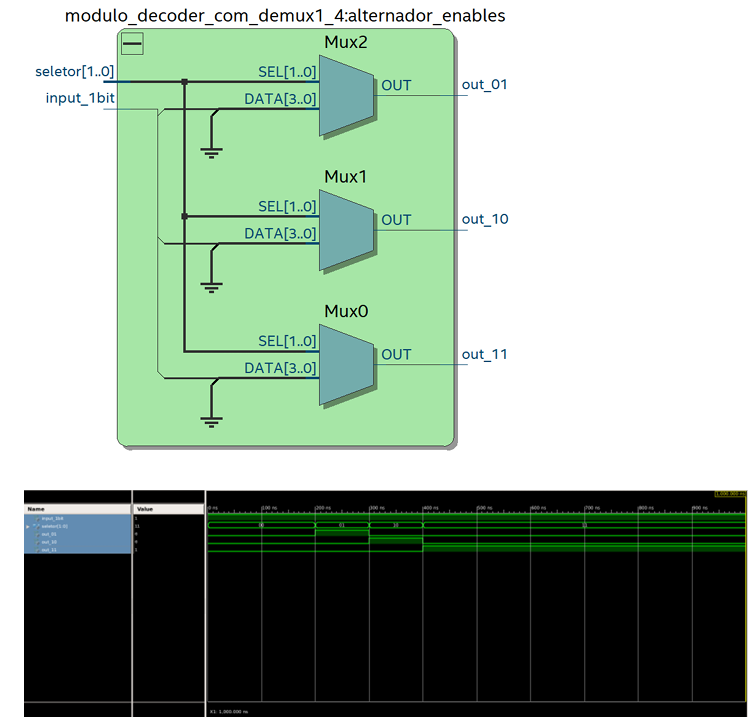 modulo_decoder_com_demux1_4:alternador_enables
Mux2
seletor[1..0]
SEL[1..0]
input_1bit
DATA[3..0]
OUT
out_01
Mux1
SEL[1..0]
DATA[3..0]
OUT
out_10
Mux0
SEL[1..0]
DATA[3..0]
OUT
out_11
1,000.000 ns
Name
Value
0 ns
100 ns
200 ns
300 ns
400 ns
500 ns
600 ns
700 ns
800 ns
900 ns
input_1bit
1
seletor[1:0]
11
00
01
10
11
out_01
0
out_10
0
out_11
1
X1: 1,000.000 ns